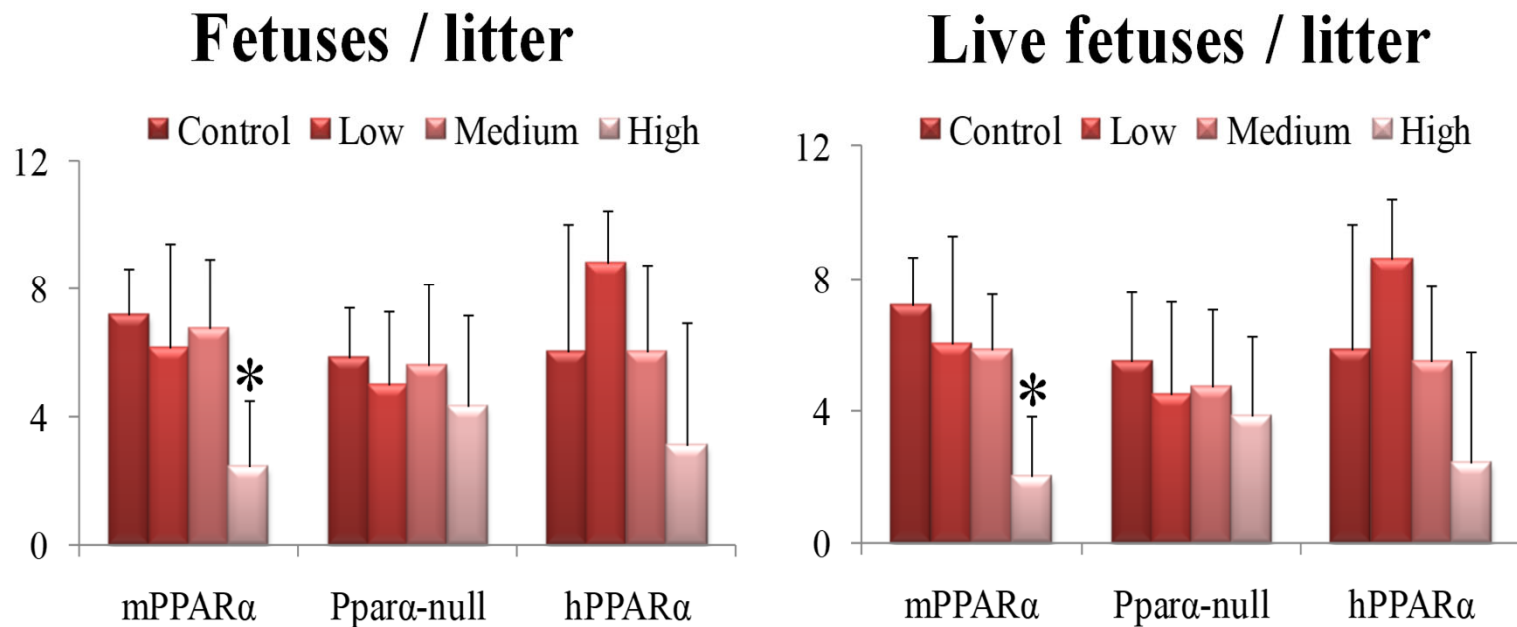 Fetuses / litter
Control Low Medium High
12
8
4
0
*
mPPARα Pparα-null hPPARα
Live fetuses / litter
Control Low Medium High
12
8
4
0
*
mPPARα Pparα-null hPPARα